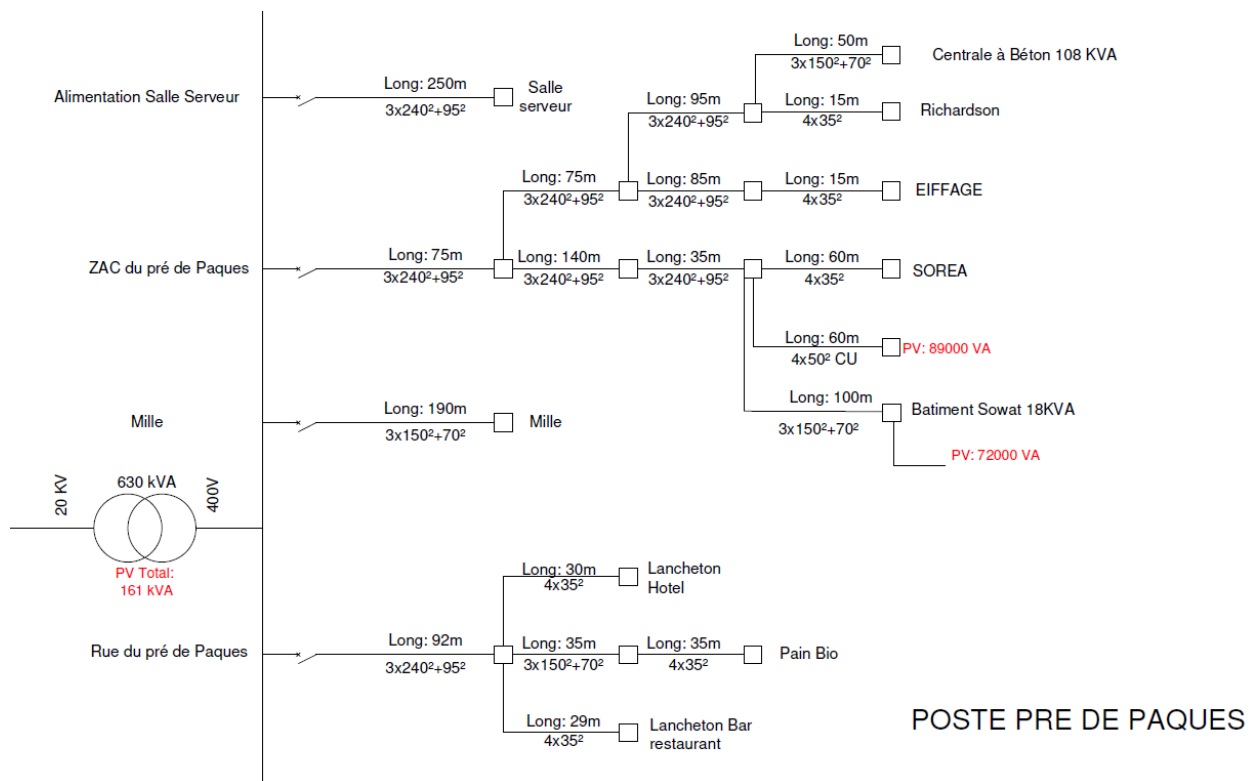 Long: 50m
3x150²+70²
Centrale à Béton 108 KVA
Alimentation Salle Serveur
Long: 250m
3x240²+95²
Salle
serveur
Long: 95m
3x240²+95²
Long: 15m
4x35²
Richardson
Long: 75m
3x240²+95²
Long: 85m
3x240²+95²
Long: 15m
4x35²
EIFFAGE
ZAC du pré de Paques
Long: 75m
3x240²+95²
Long: 140m
3x240²+95²
Long: 35m
3x240²+95²
Long: 60m
4x35²
SOREA
Long: 60m
4x50² CU
PV: 89000 VA
Long: 100m
3x150²+70²
Batiment Sowat 18KVA
PV: 72000 VA
Mille
Long: 190m
3x150²+70²
Mille
20 KV
630 kVA
400V
PV Total:
161 kVA
Rue du pré de Paques
Long: 92m
3x240²+95²
Long: 30m
4x35²
Lancheton
Hotel
Long: 35m
3x150²+70²
Long: 35m
4x35²
Pain Bio
Long: 29m
4x35²
Lancheton Bar
restaurant
POSTE PRE DE PAQUES